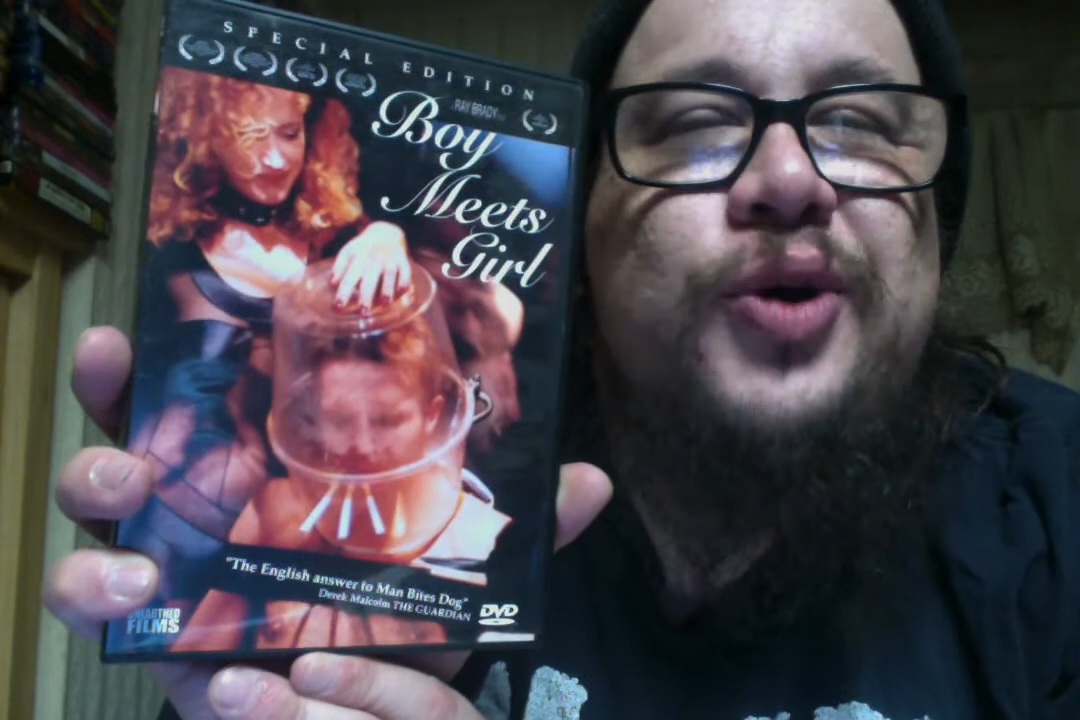 SPECIAL EDITION
RAY BRADY
Boy
Meets
Girl
"The English answer to Man Bites Dog"
Derek Malcolm THE GUARDIAN
DVD
UNEARTHED
FILMS